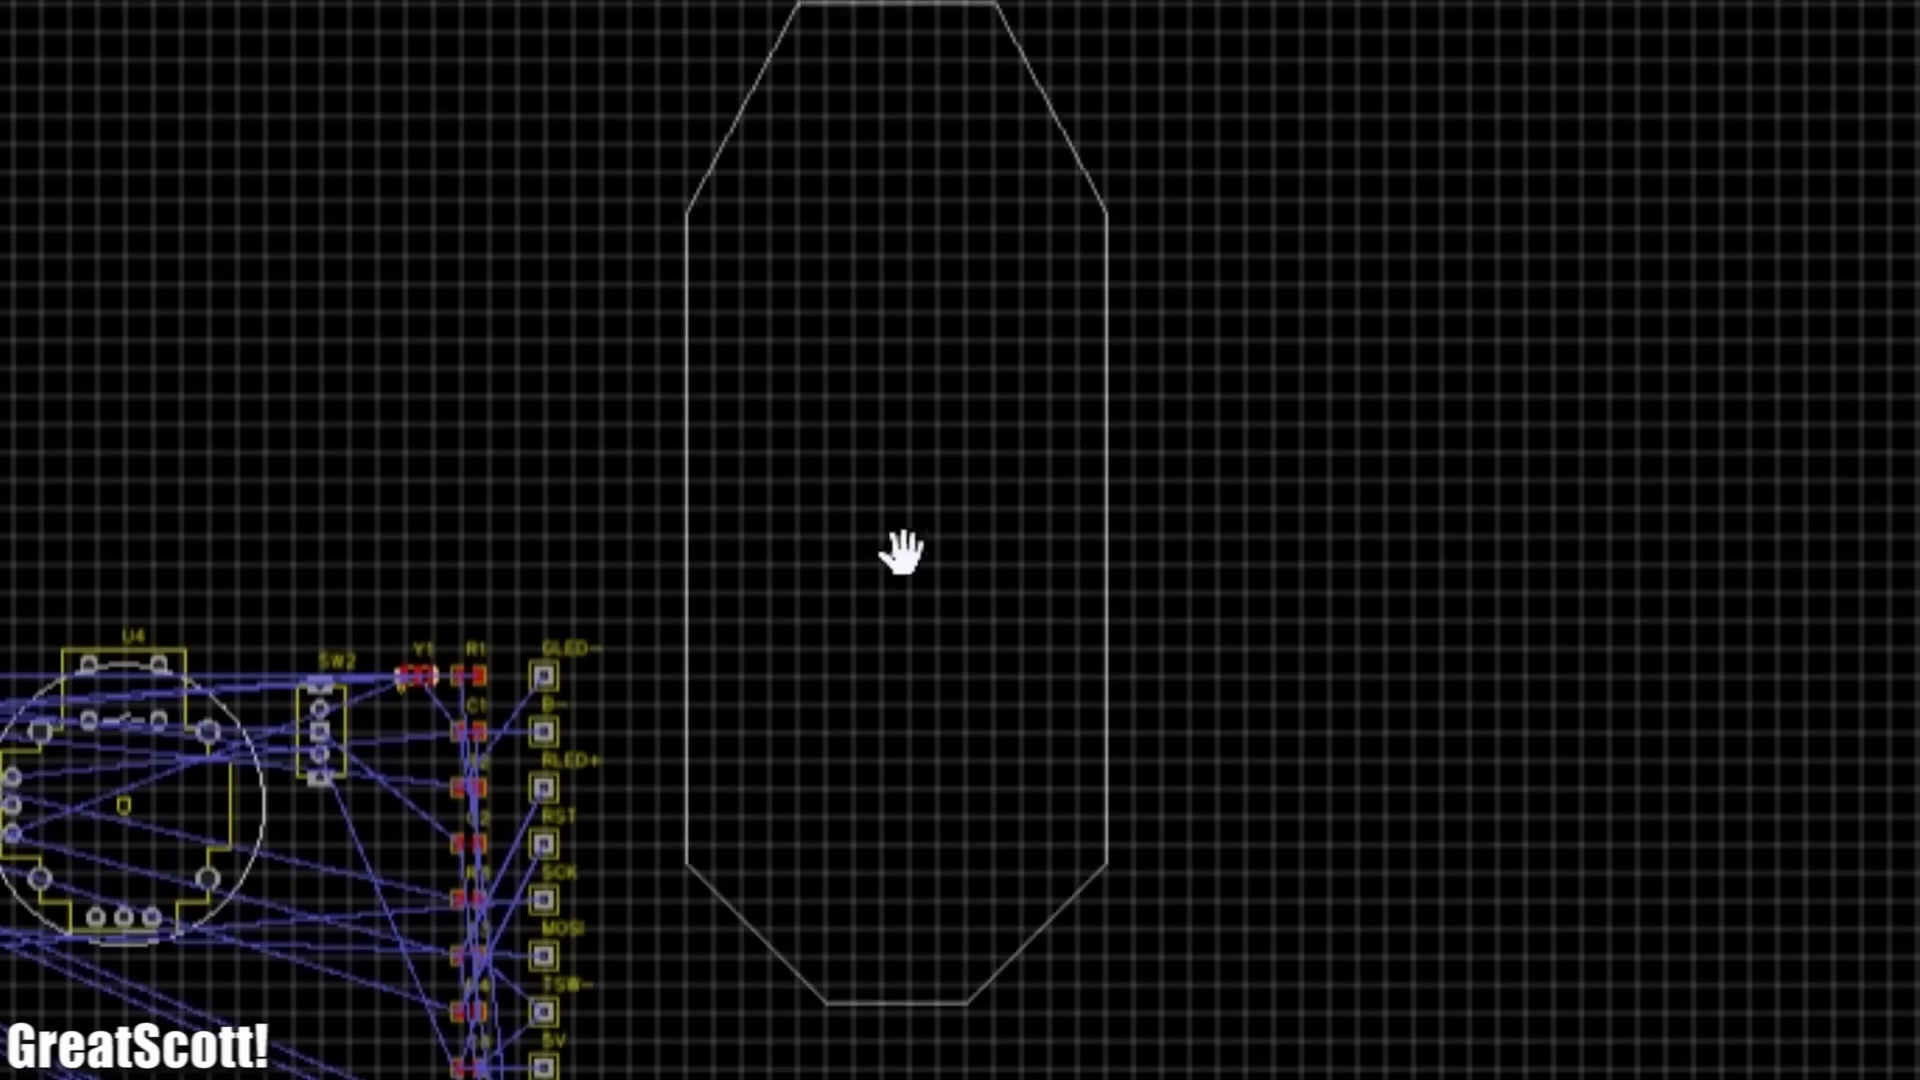 U4
SW2
Y1
R1
GLED-
C1
B-
RLED+
RST
SCK
MOSI
TSW-
5V
GreatScott!